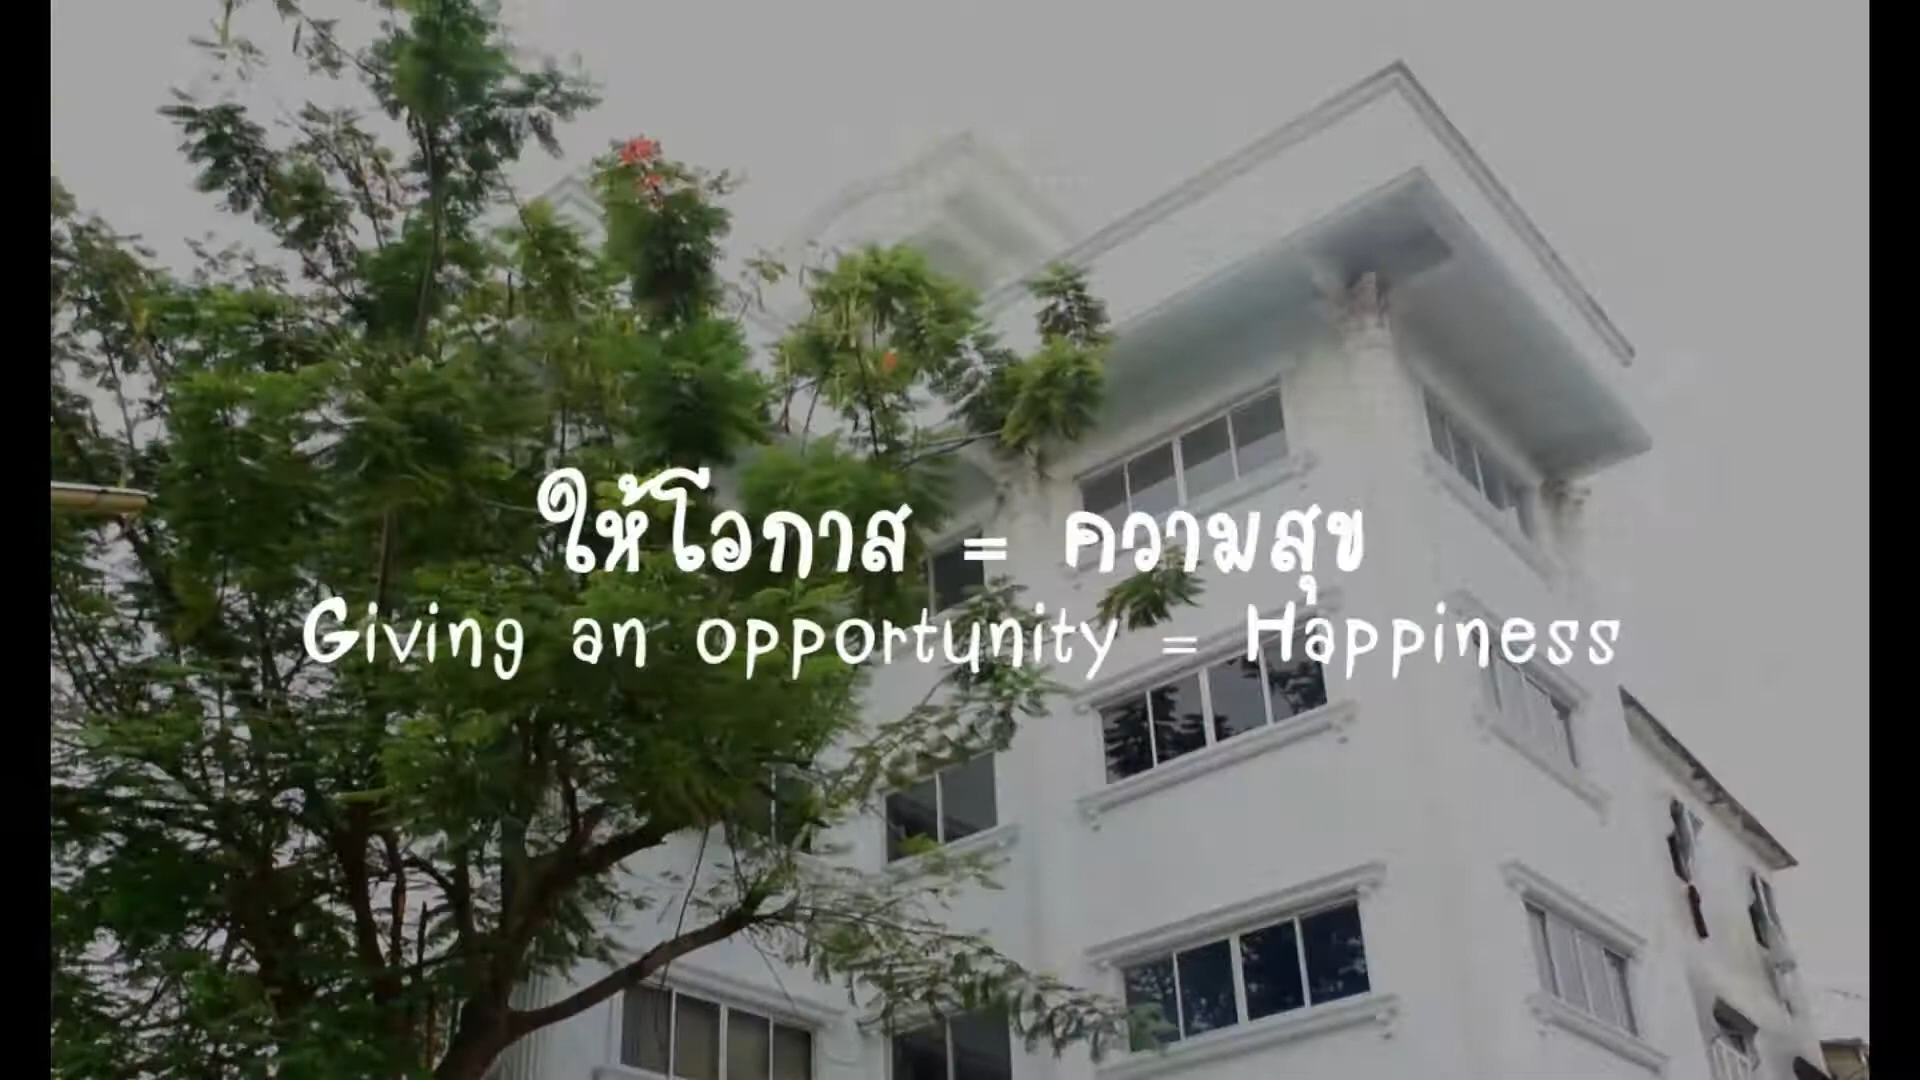 ให้โอกาส = ความสุข
Giving an opportunity = Happiness